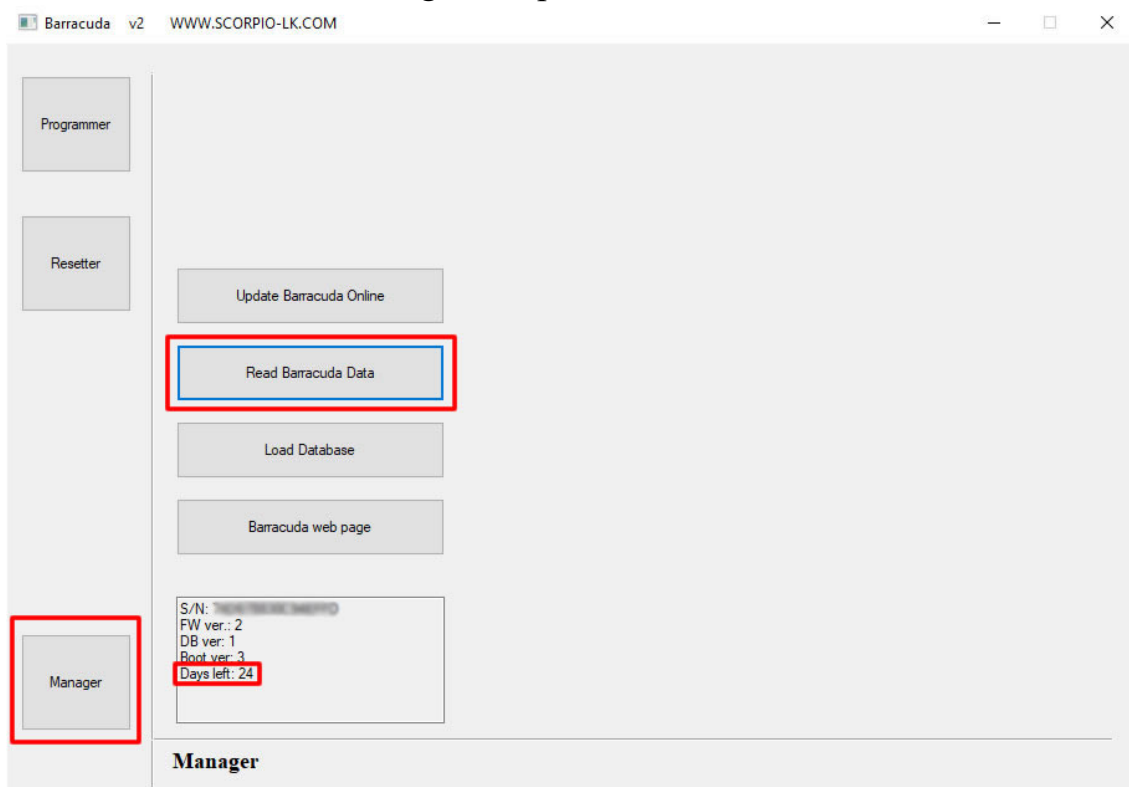 Barracuda v2 WWW.SCORPIO-LK.COM
Programmer
Resetter
Update Barracuda Online
Read Barracuda Data
Load Database
Barracuda web page
S/N:
FW ver.: 2
DB ver: 1
Boot ver: 3
Days left: 24
Manager
Manager